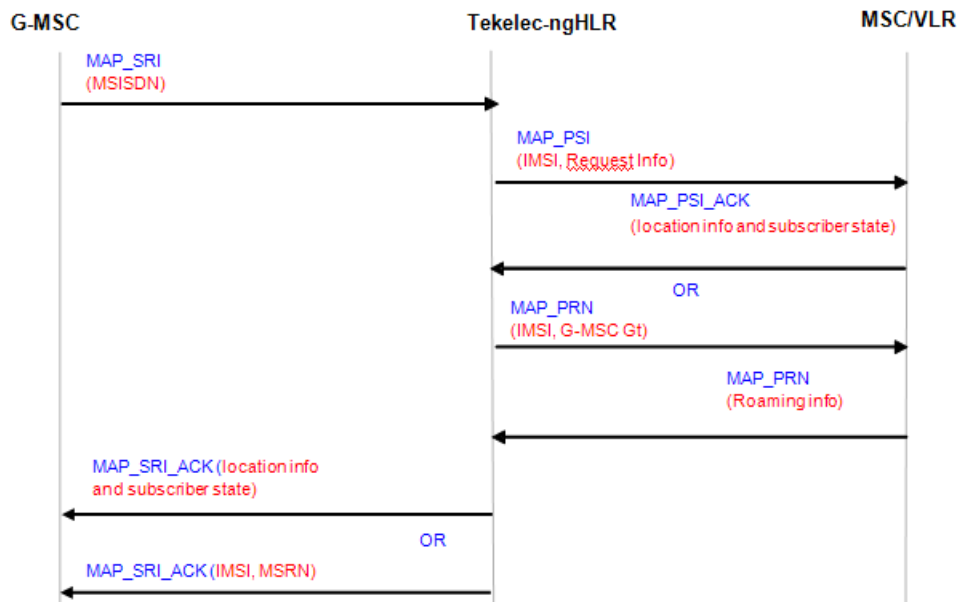 G-MSC
Tekelec-ngHLR
MSC/VLR
MAP_SRI
(MSISDN)
MAP_PSI
(IMSI, Request Info)
MAP_PSI_ACK
(location info and subscriber state)
OR
MAP_PRN
(IMSI, G-MSC Gt)
MAP_PRN
(Roaming info)
MAP_SRI_ACK (location info
and subscriber state)
OR
MAP_SRI_ACK (IMSI, MSRN)